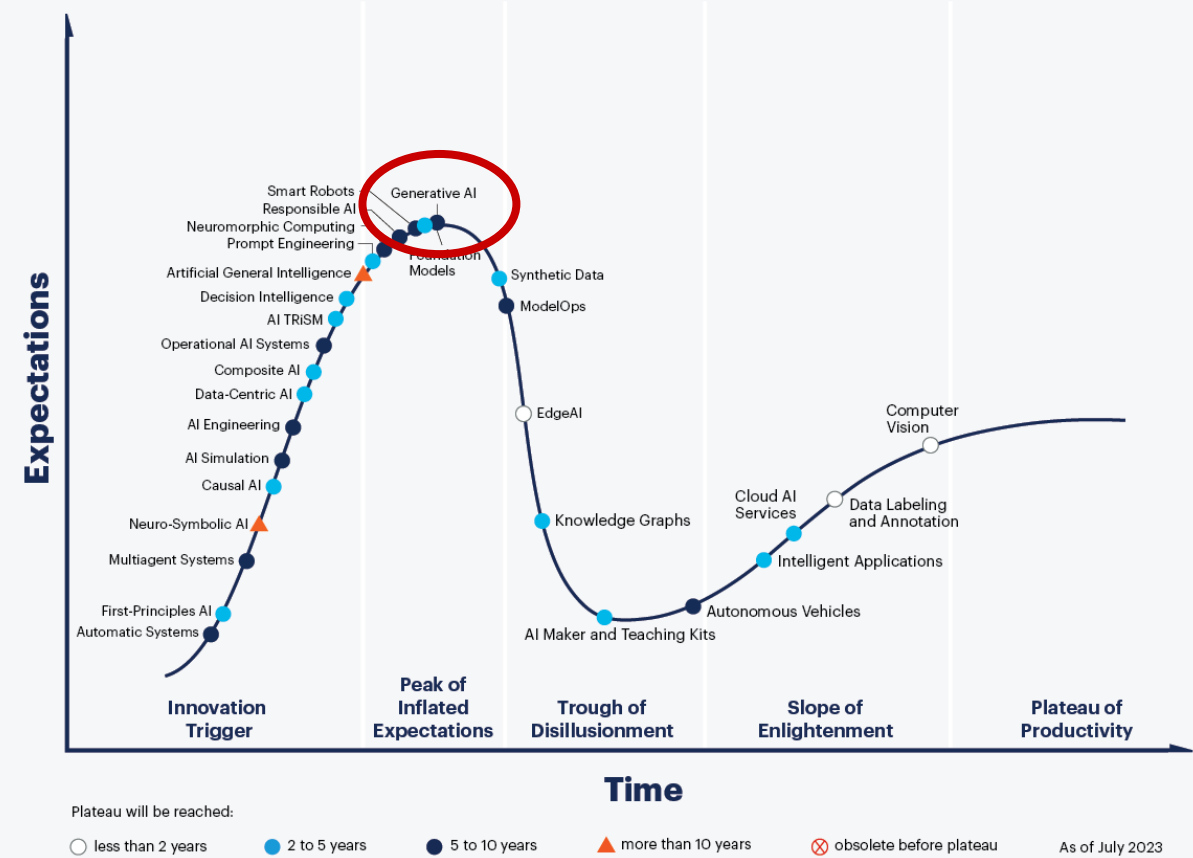 Smart Robots
Generative AI
Responsible AI
Neuromorphic Computing
Prompt Engineering
Foundation
Models
Artificial General Intelligence
Synthetic Data
Decision Intelligence
ModelOps
AI TRiSM
Operational AI Systems
Composite AI
Data-Centric AI
EdgeAI
Computer
Vision
AI Engineering
AI Simulation
Causal AI
Cloud AI
Services
Data Labeling
and Annotation
Neuro-Symbolic AI
Knowledge Graphs
Multiagent Systems
Intelligent Applications
First-Principles AI
Autonomous Vehicles
Automatic Systems
AI Maker and Teaching Kits
Expectations
Innovation
Trigger
Peak of
Inflated
Expectations
Trough of
Disillusionment
Slope of
Enlightenment
Plateau of
Productivity
Time
Plateau will be reached:
less than 2 years
2 to 5 years
5 to 10 years
more than 10 years
obsolete before plateau
As of July 2023